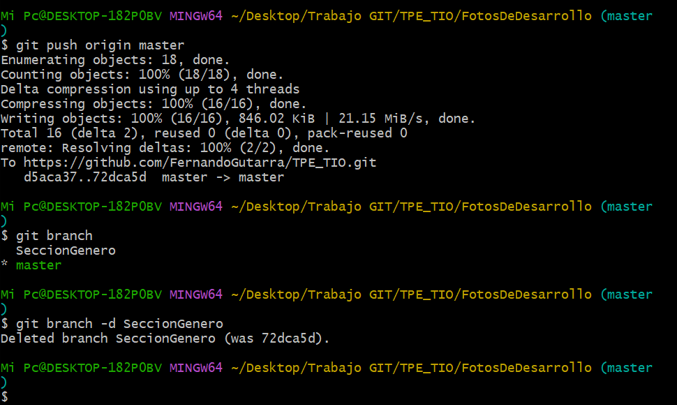 Mi Pc@DESKTOP-182P0BV MINGW64 ~/Desktop/Trabajo GIT/TPE_TIO/FotosDeDesarrollo (master
)
$ git push origin master
Enumerating objects: 18, done.
Counting objects: 100% (18/18), done.
Delta compression using up to 4 threads
Compressing objects: 100% (16/16), done.
Writing objects: 100% (16/16), 846.02 KiB | 21.15 MiB/s, done.
Total 16 (delta 2), reused 0 (delta 0), pack-reused 0
remote: Resolving deltas: 100% (2/2), done.
To https://github.com/FernandoGutarra/TPE_TIO.git
   d5aca37..72dca5d  master -> master
Mi Pc@DESKTOP-182P0BV MINGW64 ~/Desktop/Trabajo GIT/TPE_TIO/FotosDeDesarrollo (master
)
$ git branch
  SeccionGenero
* master
Mi Pc@DESKTOP-182P0BV MINGW64 ~/Desktop/Trabajo GIT/TPE_TIO/FotosDeDesarrollo (master
)
$ git branch -d SeccionGenero
Deleted branch SeccionGenero (was 72dca5d).
Mi Pc@DESKTOP-182P0BV MINGW64 ~/Desktop/Trabajo GIT/TPE_TIO/FotosDeDesarrollo (master
)
$